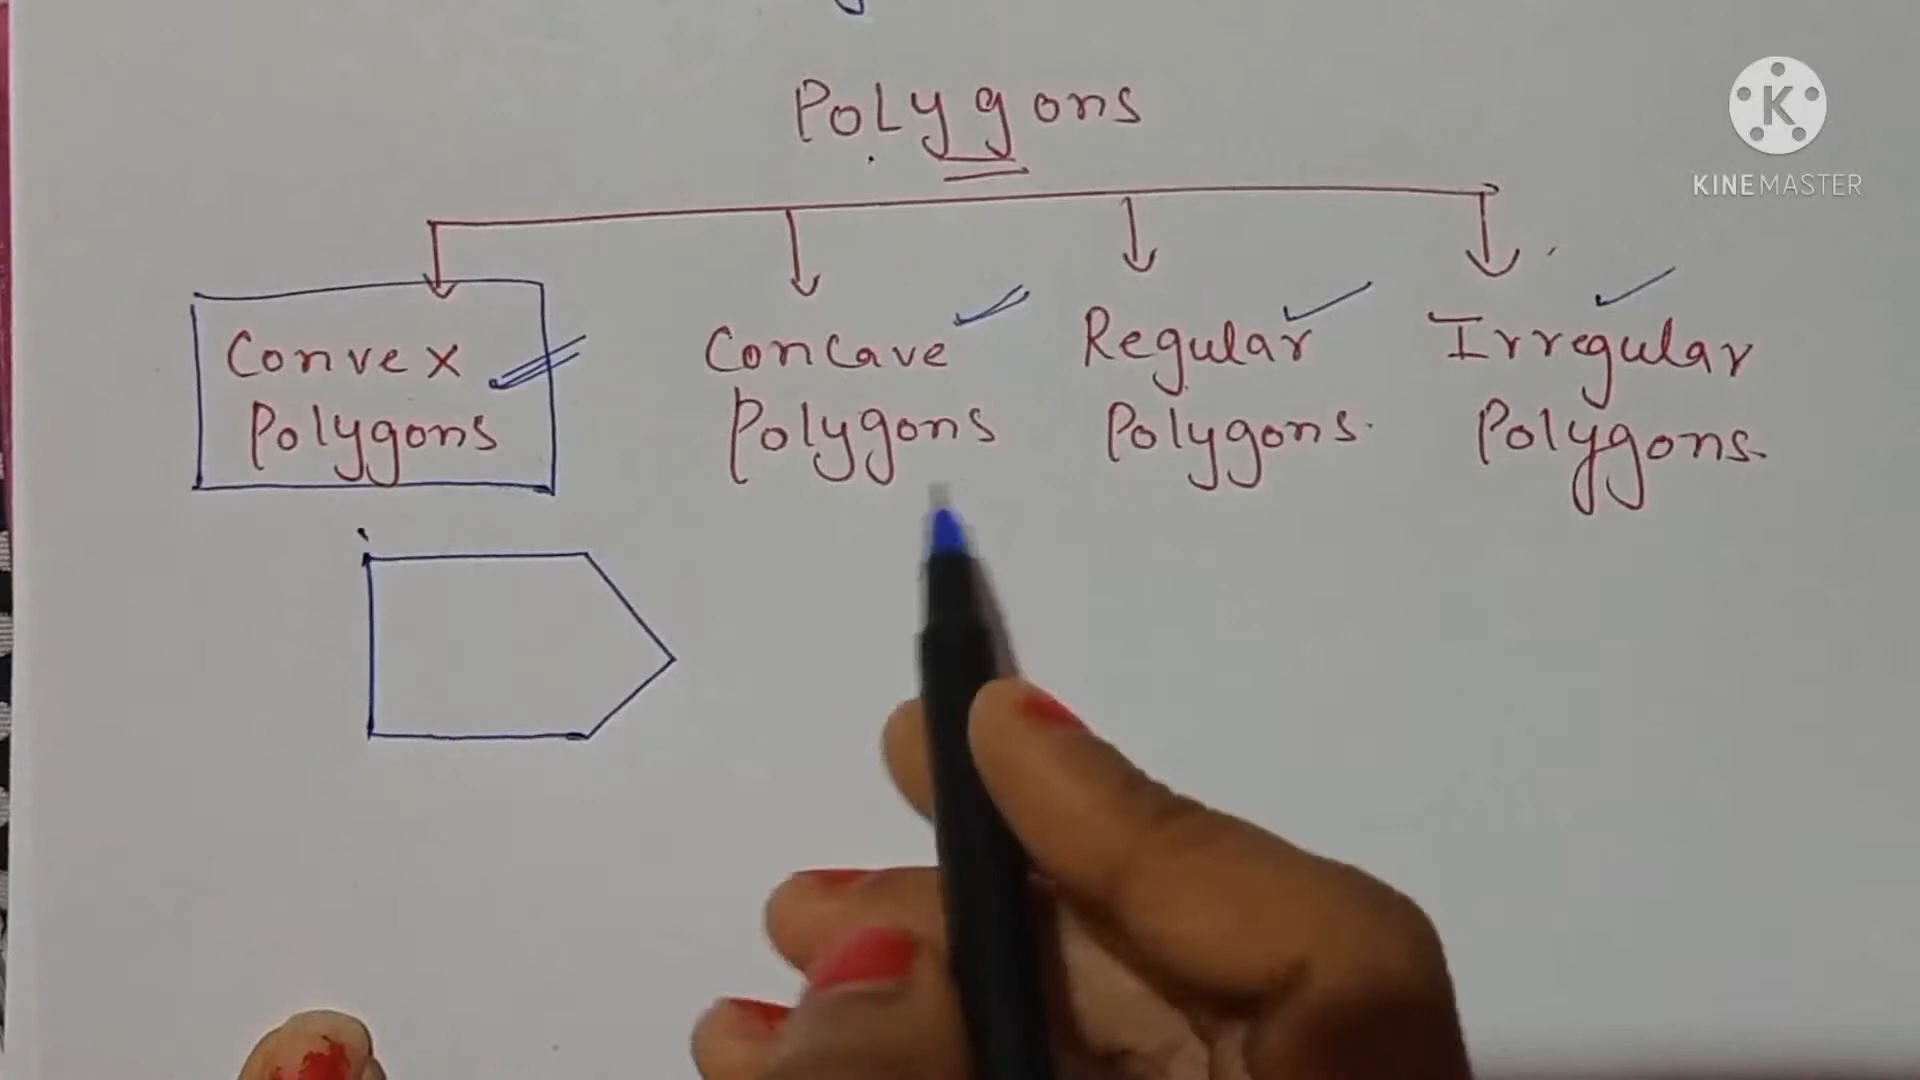 Polygons
KINEMASTER
Convex
Polygons
Concave
Polygons
Regular
Polygons.
Irregular
Polygons.